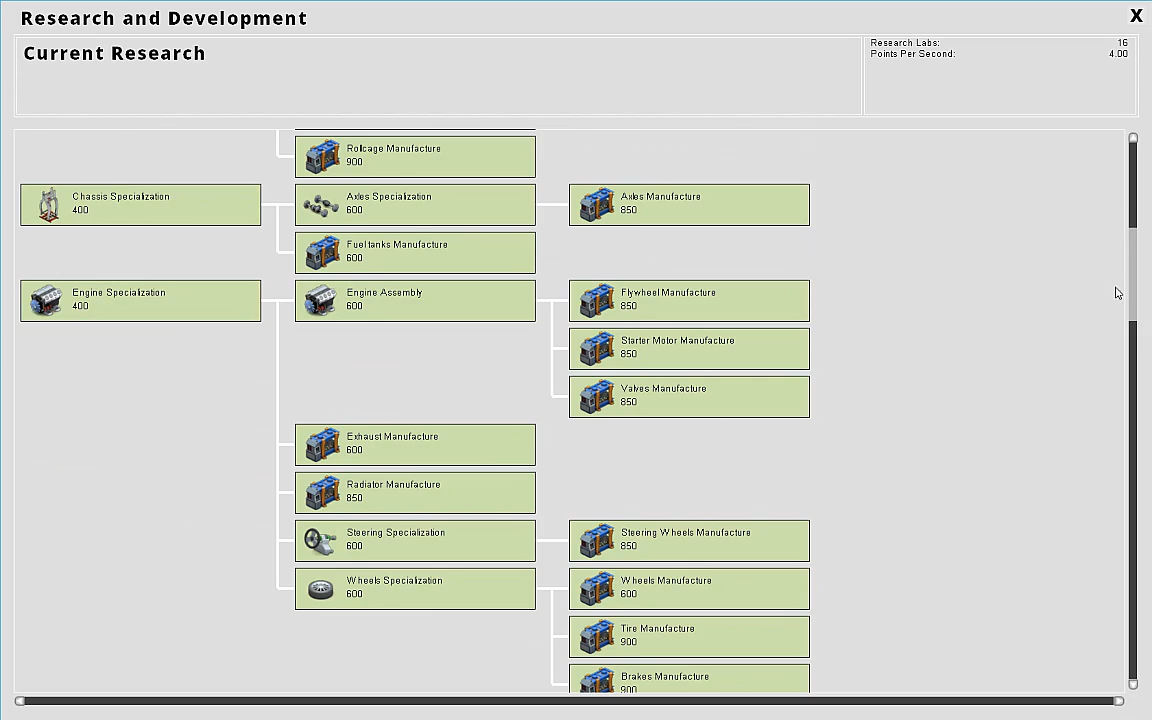 Research and Development
X
Current Research
Research Labs: 16
Points Per Second: 4.00
Rollcage Manufacture
900
Chassis Specialization
400
Axles Specialization
600
Axles Manufacture
850
Fueltanks Manufacture
600
Engine Specialization
400
Engine Assembly
600
Flywheel Manufacture
850
Starter Motor Manufacture
850
Valves Manufacture
850
Exhaust Manufacture
600
Radiator Manufacture
850
Steering Specialization
600
Steering Wheels Manufacture
850
Wheels Specialization
600
Wheels Manufacture
600
Tire Manufacture
900
Brakes Manufacture
900